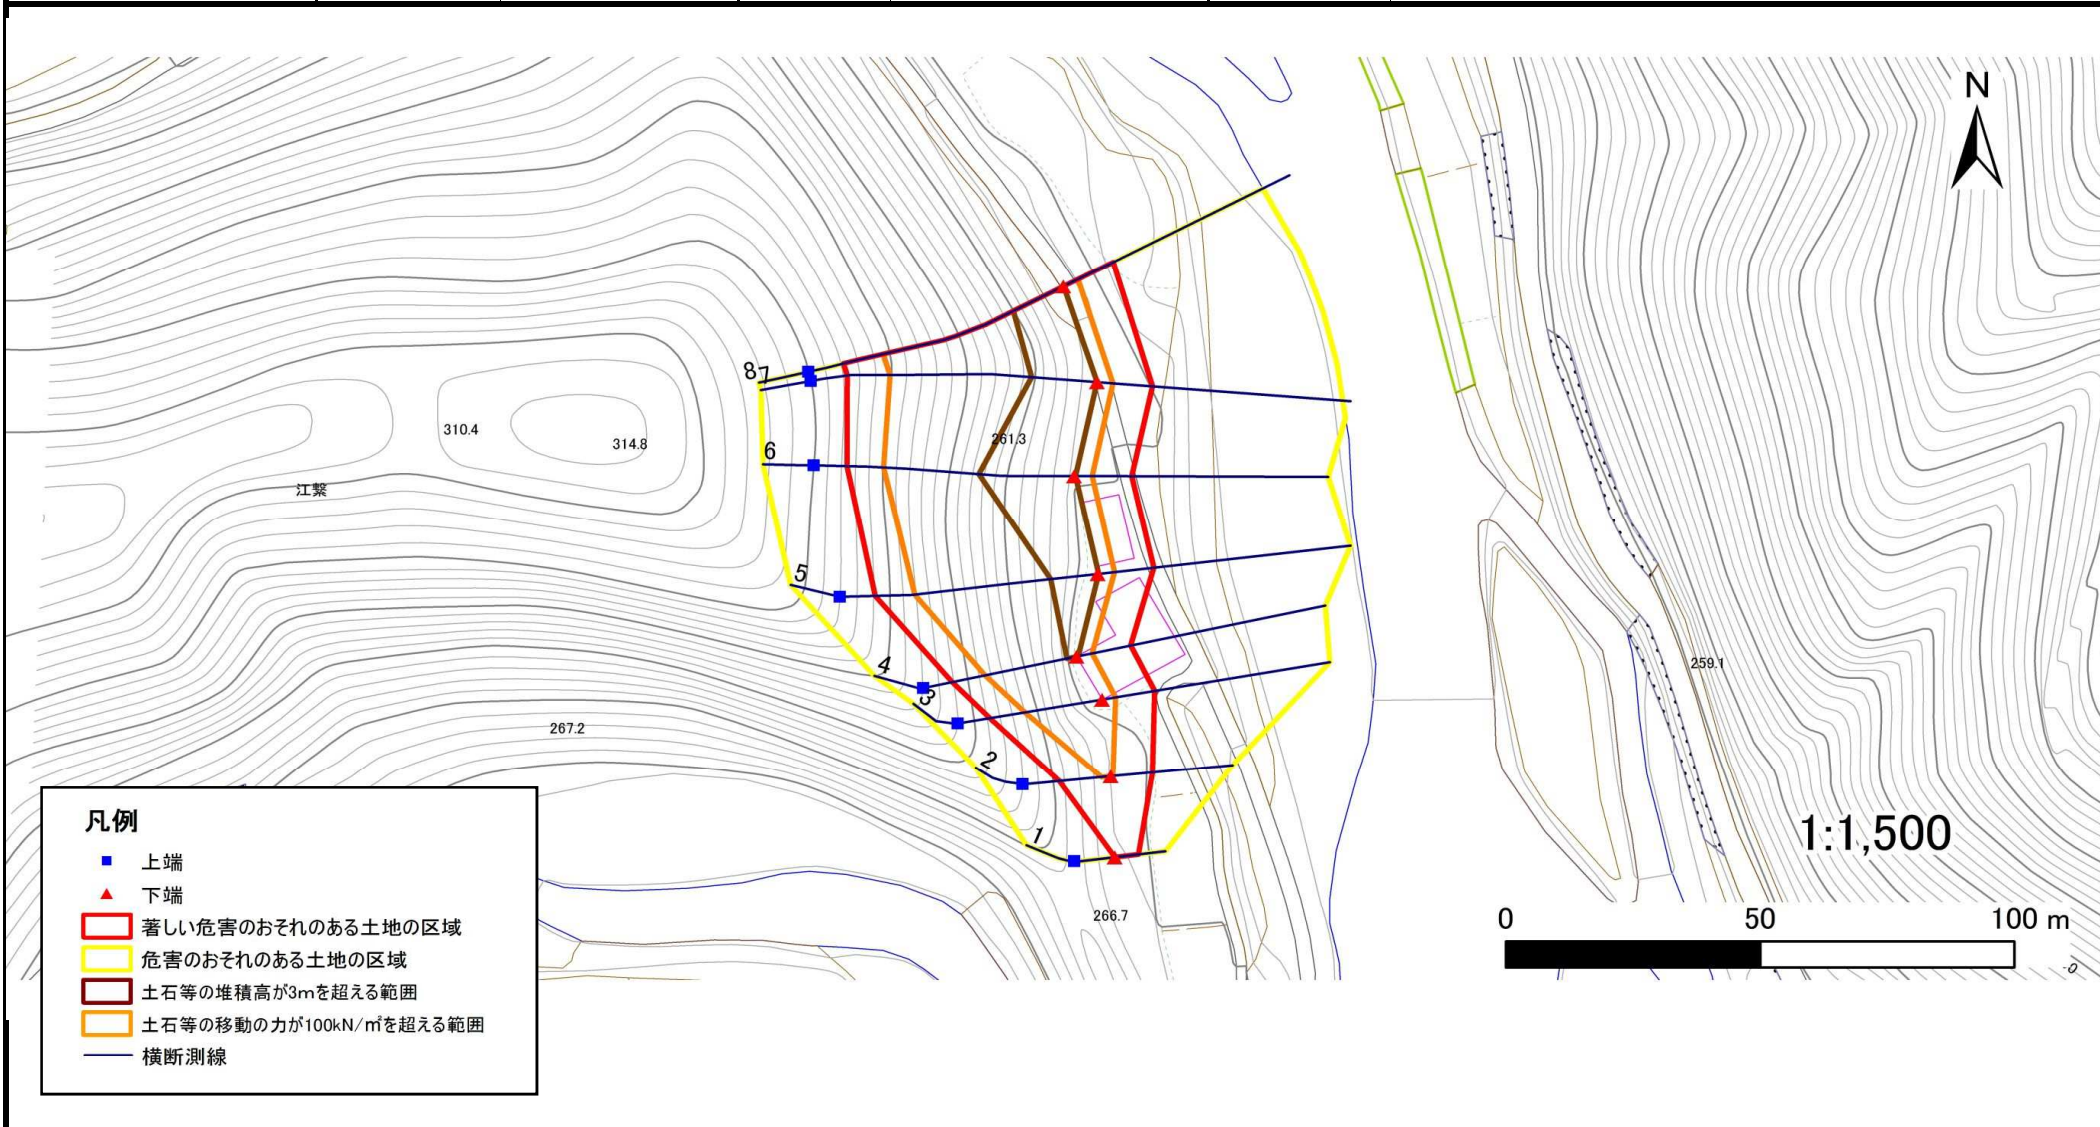 N
8
7
6
5
4
3
2
1
310.4
314.8
261.3
江繋
267.2
259.1
266.7
凡例
上端
下端
著しい危害のおそれのある土地の区域
危害のおそれのある土地の区域
土石等の堆積高が3mを超える範囲
土石等の移動の力が100kN/㎡を超える範囲
横断測線
1:1,500
0 50 100 m